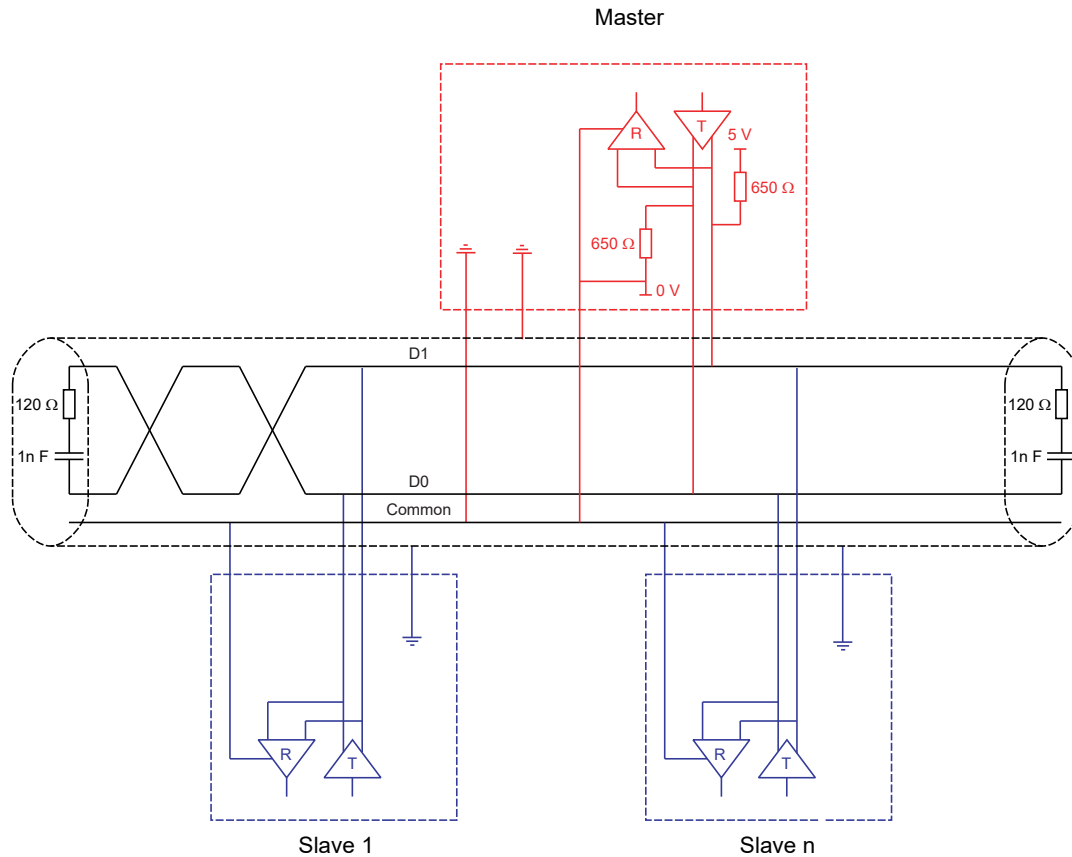 Master
R
T
5 V
650 Ω
650 Ω
0 V
D1
120 Ω
1n F
120 Ω
1n F
D0
Common
R
T
R
T
Slave 1
Slave n